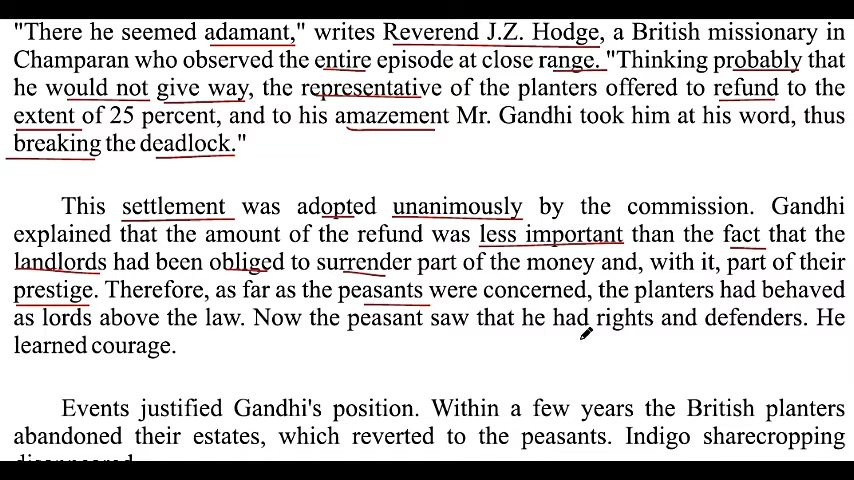 "There he seemed adamant," writes Reverend J.Z. Hodge, a British missionary in
Champaran who observed the entire episode at close range. "Thinking probably that
he would not give way, the representative of the planters offered to refund to the
extent of 25 percent, and to his amazement Mr. Gandhi took him at his word, thus
breaking the deadlock."
This settlement was adopted unanimously by the commission. Gandhi
explained that the amount of the refund was less important than the fact that the
landlords had been obliged to surrender part of the money and, with it, part of their
prestige. Therefore, as far as the peasants were concerned, the planters had behaved
as lords above the law. Now the peasant saw that he had rights and defenders. He
learned courage.
Events justified Gandhi's position. Within a few years the British planters
abandoned their estates, which reverted to the peasants. Indigo sharecropping